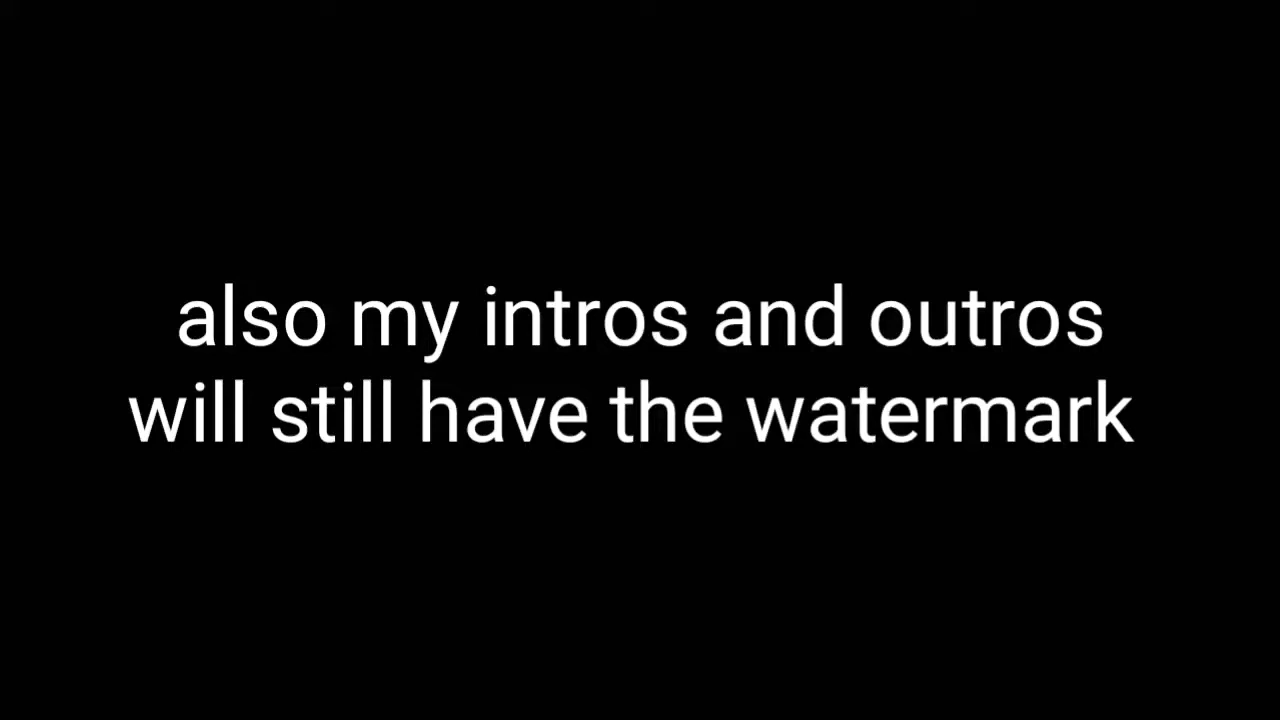 also my intros and outros
will still have the watermark